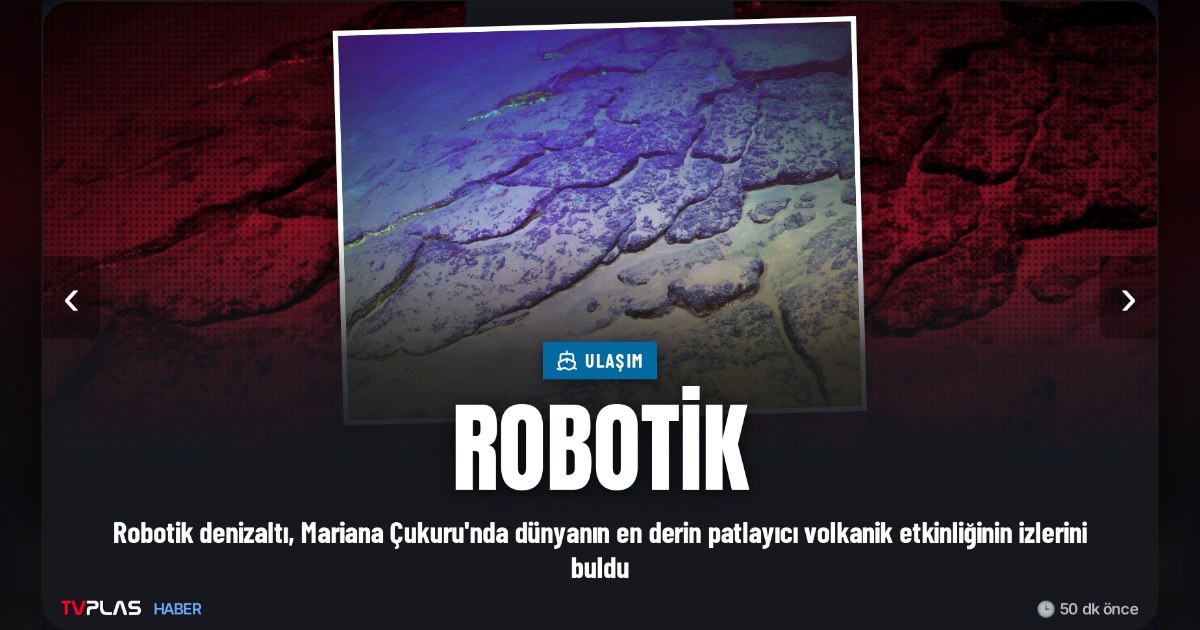 ULAŞIM
ROBOTİK
Robotik denizaltı, Mariana Çukuru'nda dünyanın en derin patlayıcı volkanik etkinliğinin izlerini
buldu
TVPLAS HABER
50 dk önce